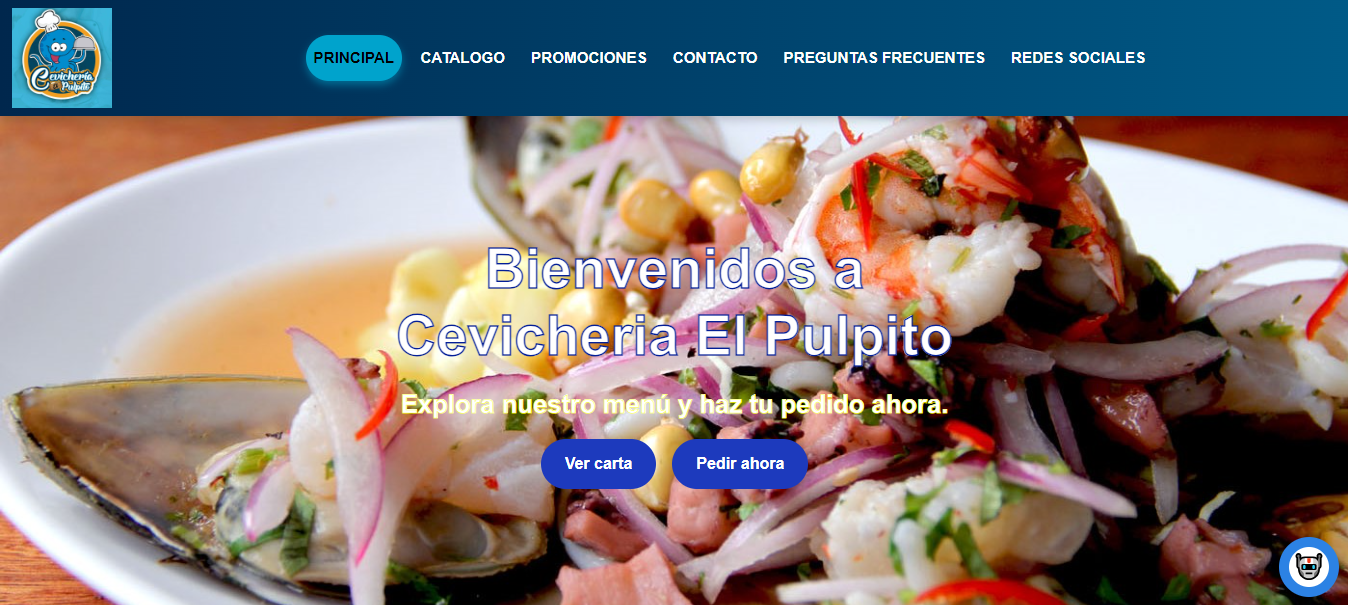 Cevichería
Pulpito
PRINCIPAL
CATALOGO
PROMOCIONES
CONTACTO
PREGUNTAS FRECUENTES
REDES SOCIALES
Bienvenidos a
Cevicheria El Pulpito
Explora nuestro menú y haz tu pedido ahora.
Ver carta
Pedir ahora